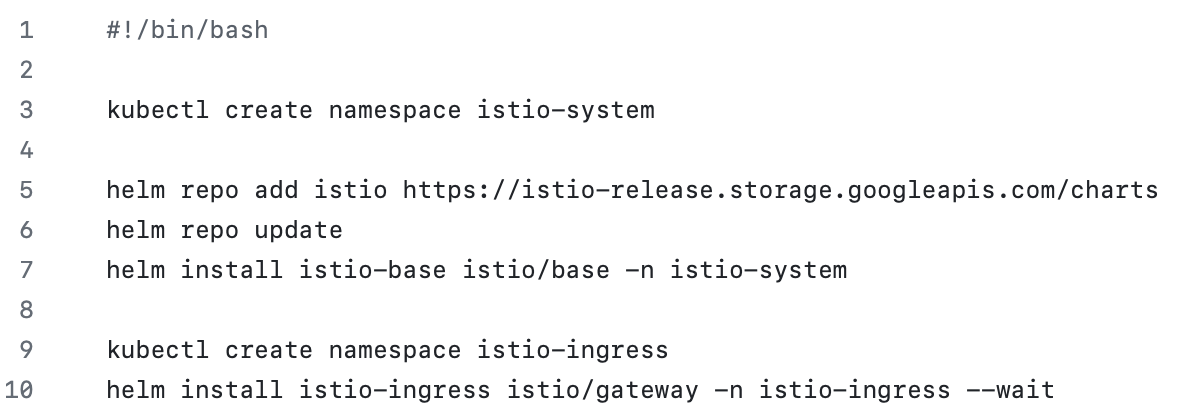 1 #!/bin/bash
2
3 kubectl create namespace istio-system
4
5 helm repo add istio https://istio-release.storage.googleapis.com/charts
6 helm repo update
7 helm install istio-base istio/base -n istio-system
8
9 kubectl create namespace istio-ingress
10 helm install istio-ingress istio/gateway -n istio-ingress --wait